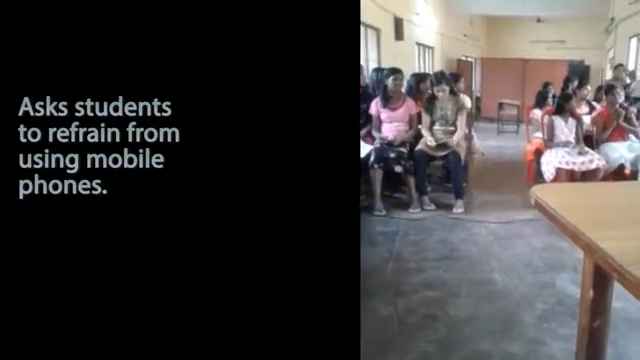 Asks students
to refrain from
using mobile
phones.